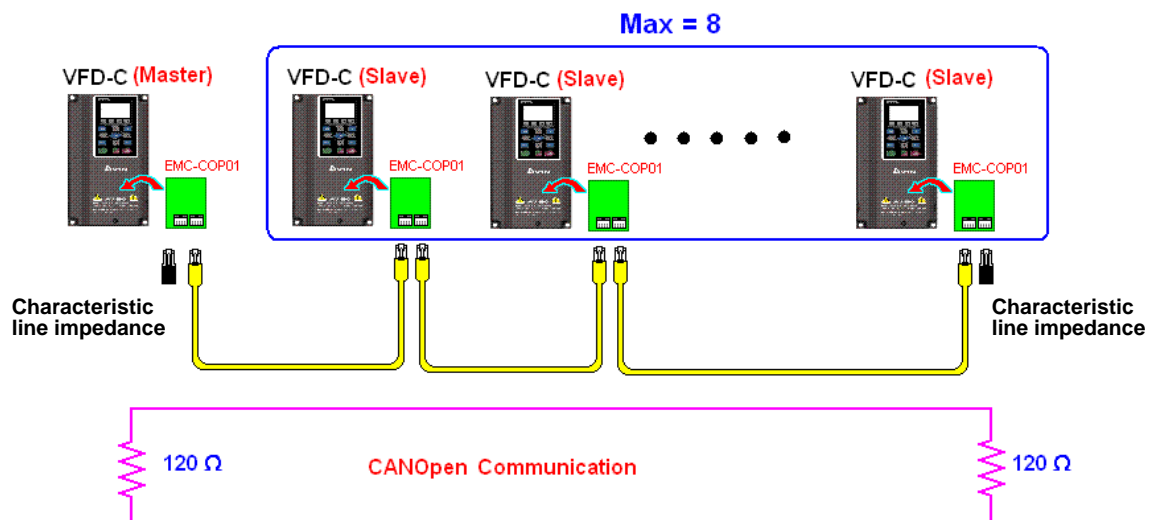 Max = 8
VFD-C (Master)
VFD-C (Slave)
VFD-C (Slave)
VFD-C (Slave)
EMC-COP01
EMC-COP01
EMC-COP01
EMC-COP01
Characteristic
line impedance
Characteristic
line impedance
120 Ω
CANOpen Communication
120 Ω